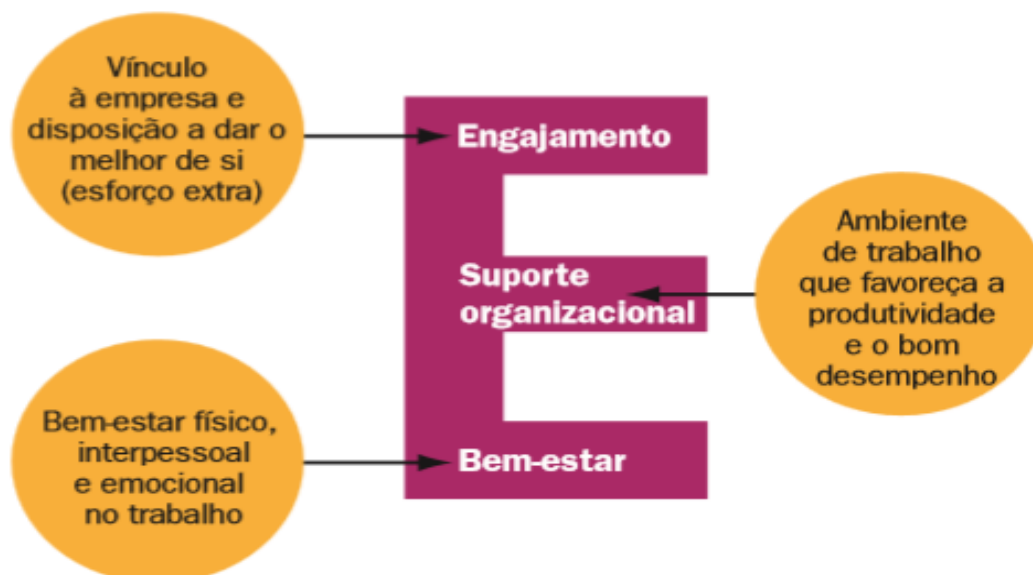 Vínculo
à empresa e
disposição a dar o
melhor de si
(esforço extra)
Engajamento
Suporte
organizacional
Ambiente
de trabalho
que favoreça a
produtividade
e o bom
desempenho
Bem-estar físico,
interpessoal
e emocional
no trabalho
Bem-estar